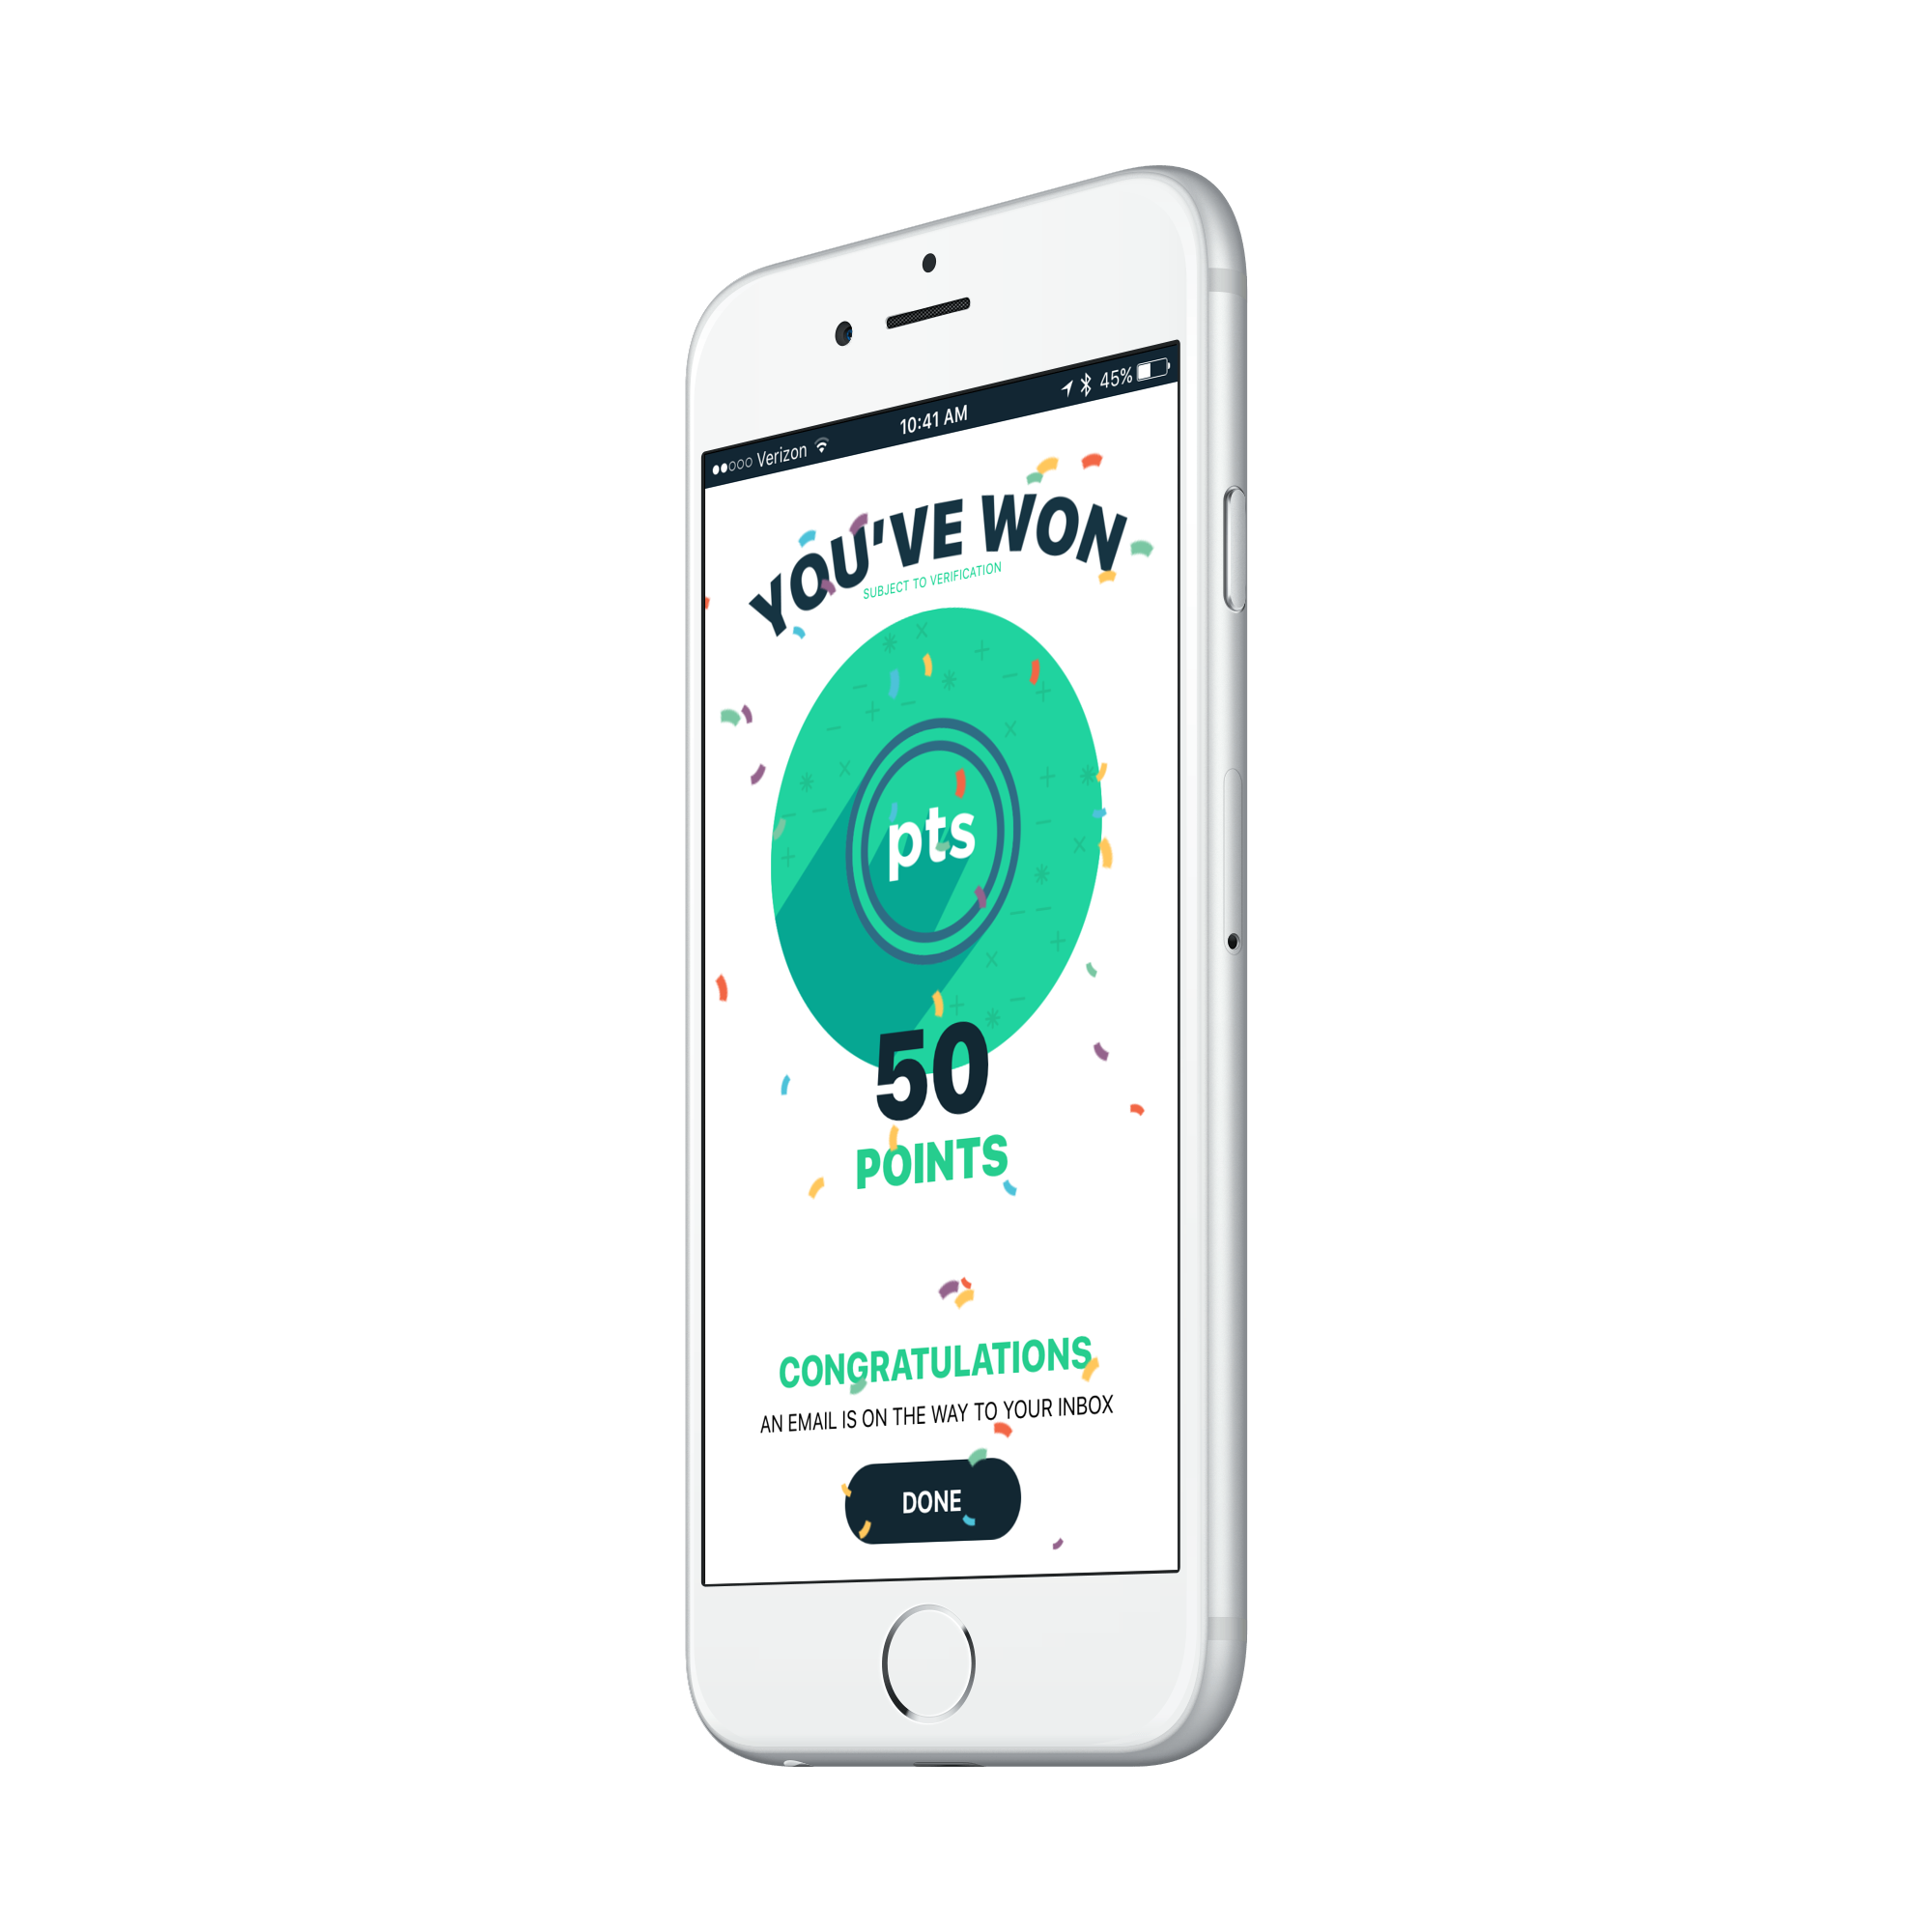 Verizon 10:41 AM 45%
YOU'VE WON
SUBJECT TO VERIFICATION
pts
50
POINTS
CONGRATULATIONS
AN EMAIL IS ON THE WAY TO YOUR INBOX
DONE